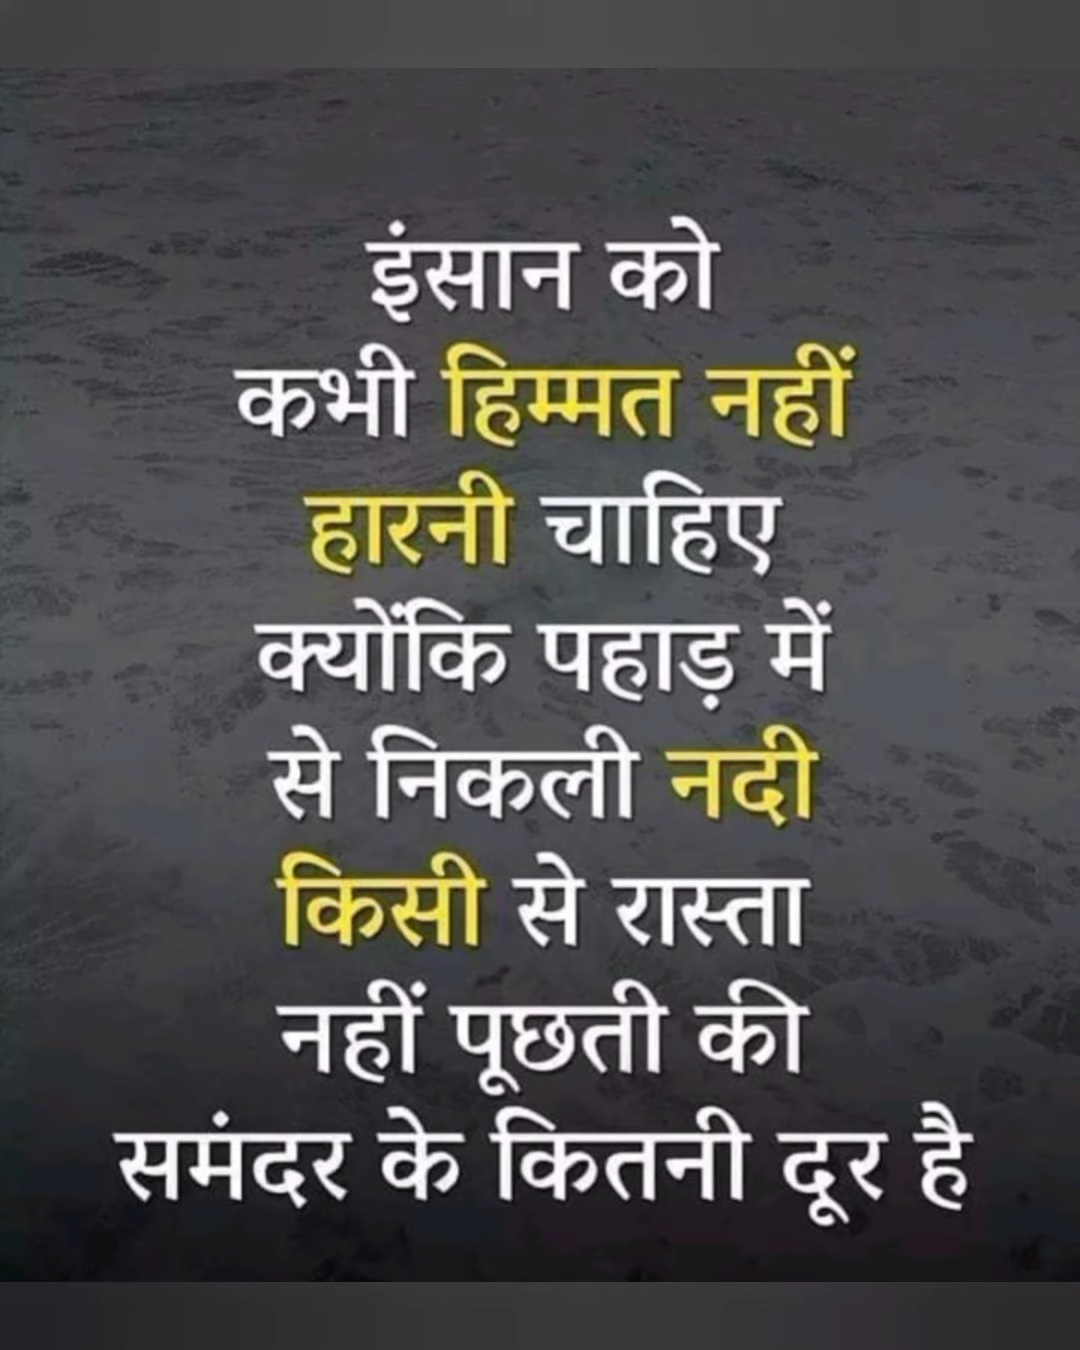 इंसान को
कभी हिम्मत नहीं
हारनी चाहिए
क्योंकि पहाड़ में
से निकली नदी
किसी से रास्ता
नहीं पूछती की
समंदर के कितनी दूर है